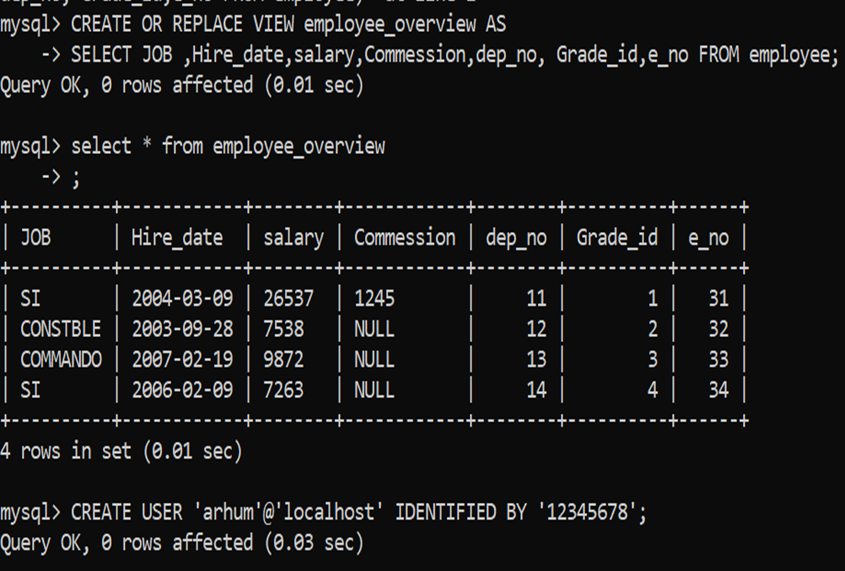 mysql> CREATE OR REPLACE VIEW employee_overview AS
    -> SELECT JOB ,Hire_date,salary,Commession,dep_no, Grade_id,e_no FROM employee;
Query OK, 0 rows affected (0.01 sec)

mysql> select * from employee_overview
    -> ;
+----------+------------+--------+------------+--------+----------+------+
| JOB      | Hire_date  | salary | Commession | dep_no | Grade_id | e_no |
+----------+------------+--------+------------+--------+----------+------+
| SI       | 2004-03-09 | 26537  | 1245       |     11 |        1 |   31 |
| CONSTBLE | 2003-09-28 | 7538   | NULL       |     12 |        2 |   32 |
| COMMANDO | 2007-02-19 | 9872   | NULL       |     13 |        3 |   33 |
| SI       | 2006-02-09 | 7263   | NULL       |     14 |        4 |   34 |
+----------+------------+--------+------------+--------+----------+------+
4 rows in set (0.01 sec)

mysql> CREATE USER 'arhum'@'localhost' IDENTIFIED BY '12345678';
Query OK, 0 rows affected (0.03 sec)